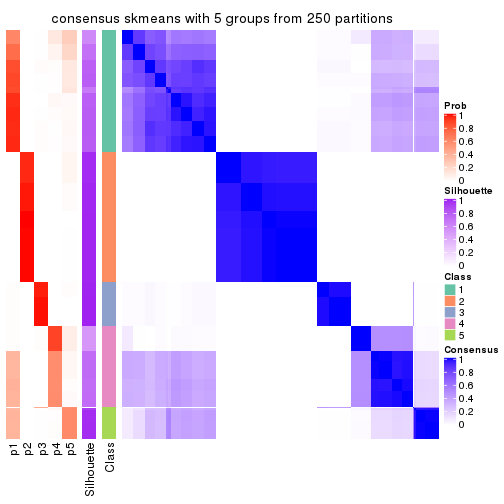 consensus skmeans with 5 groups from 250 partitions
Prob
1
0.8
0.6
0.4
0.2
0
Silhouette
1
0.8
0.6
0.4
0.2
0
Class
1
2
3
4
5
Consensus
1
0.8
0.6
0.4
0.2
0
p1
p2
p3
p4
p5
Silhouette
Class